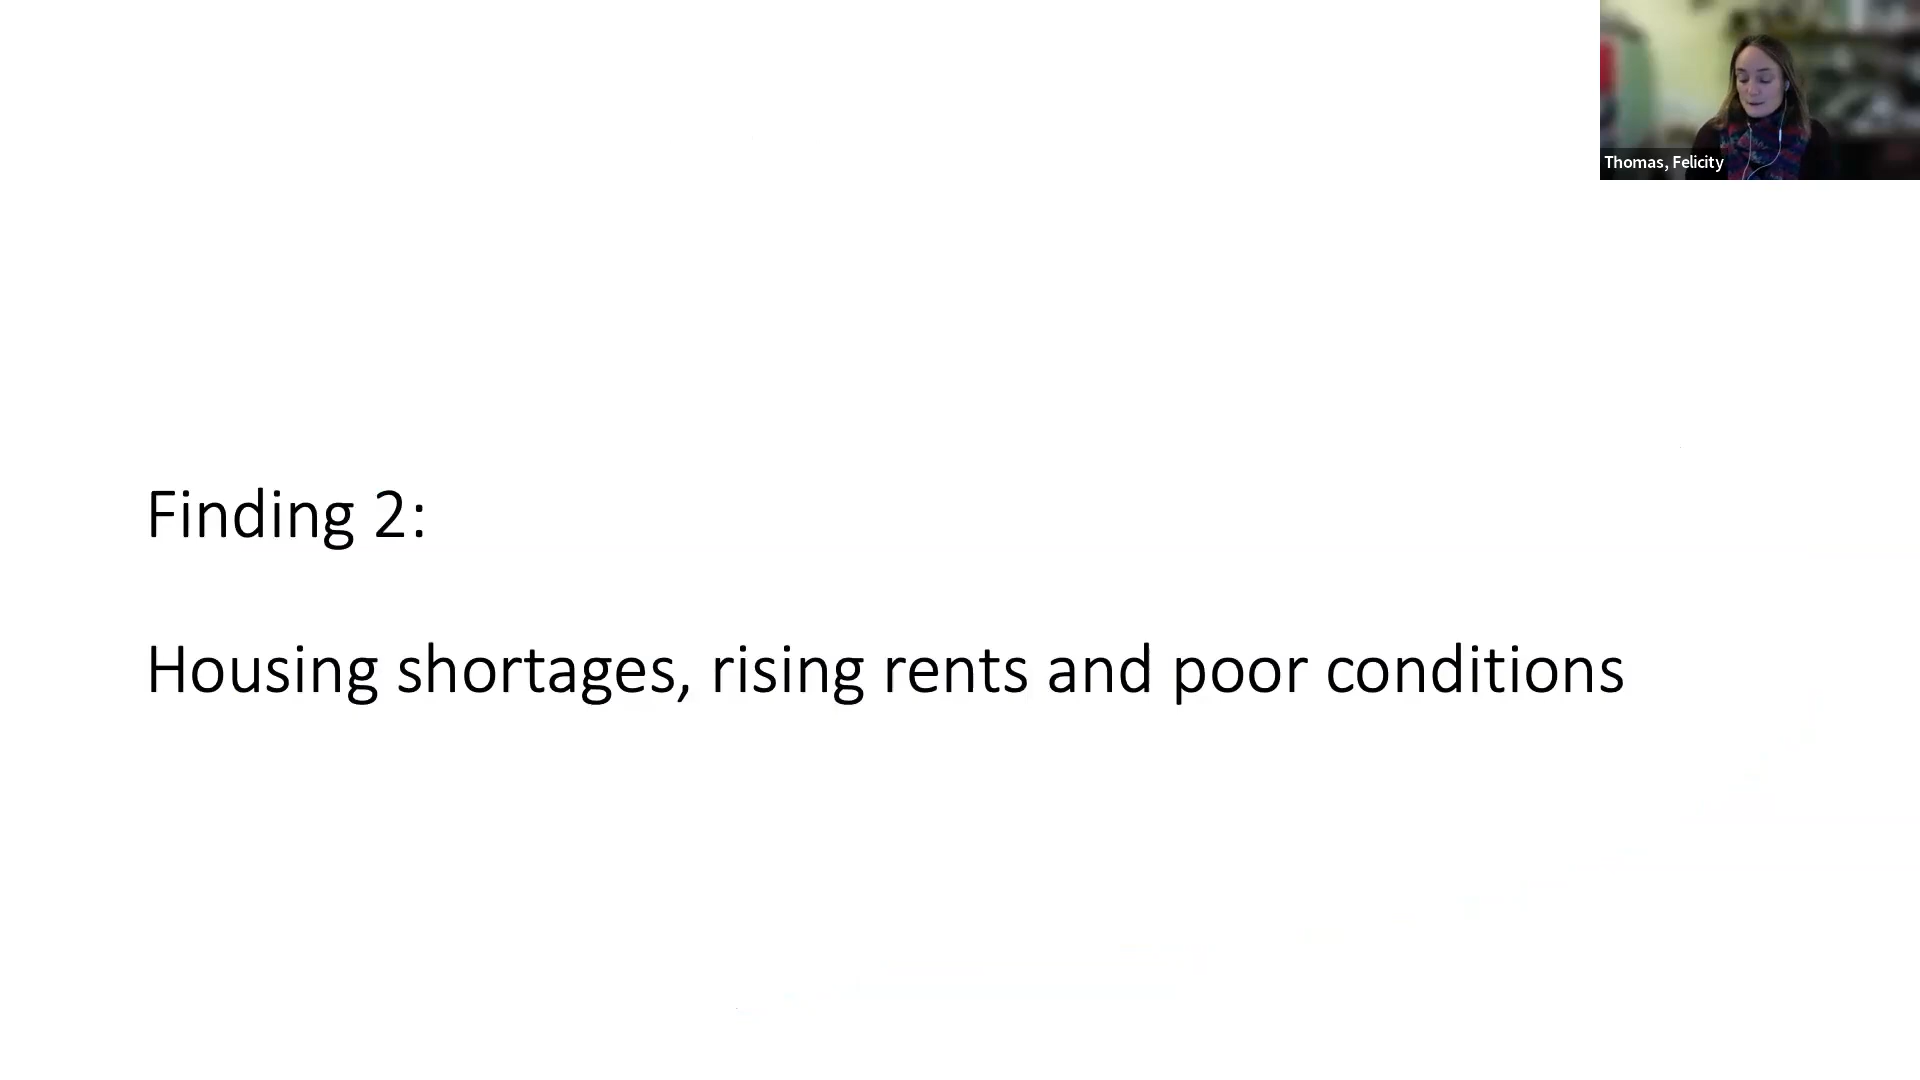 Thomas, Felicity
Finding 2:
Housing shortages, rising rents and poor conditions